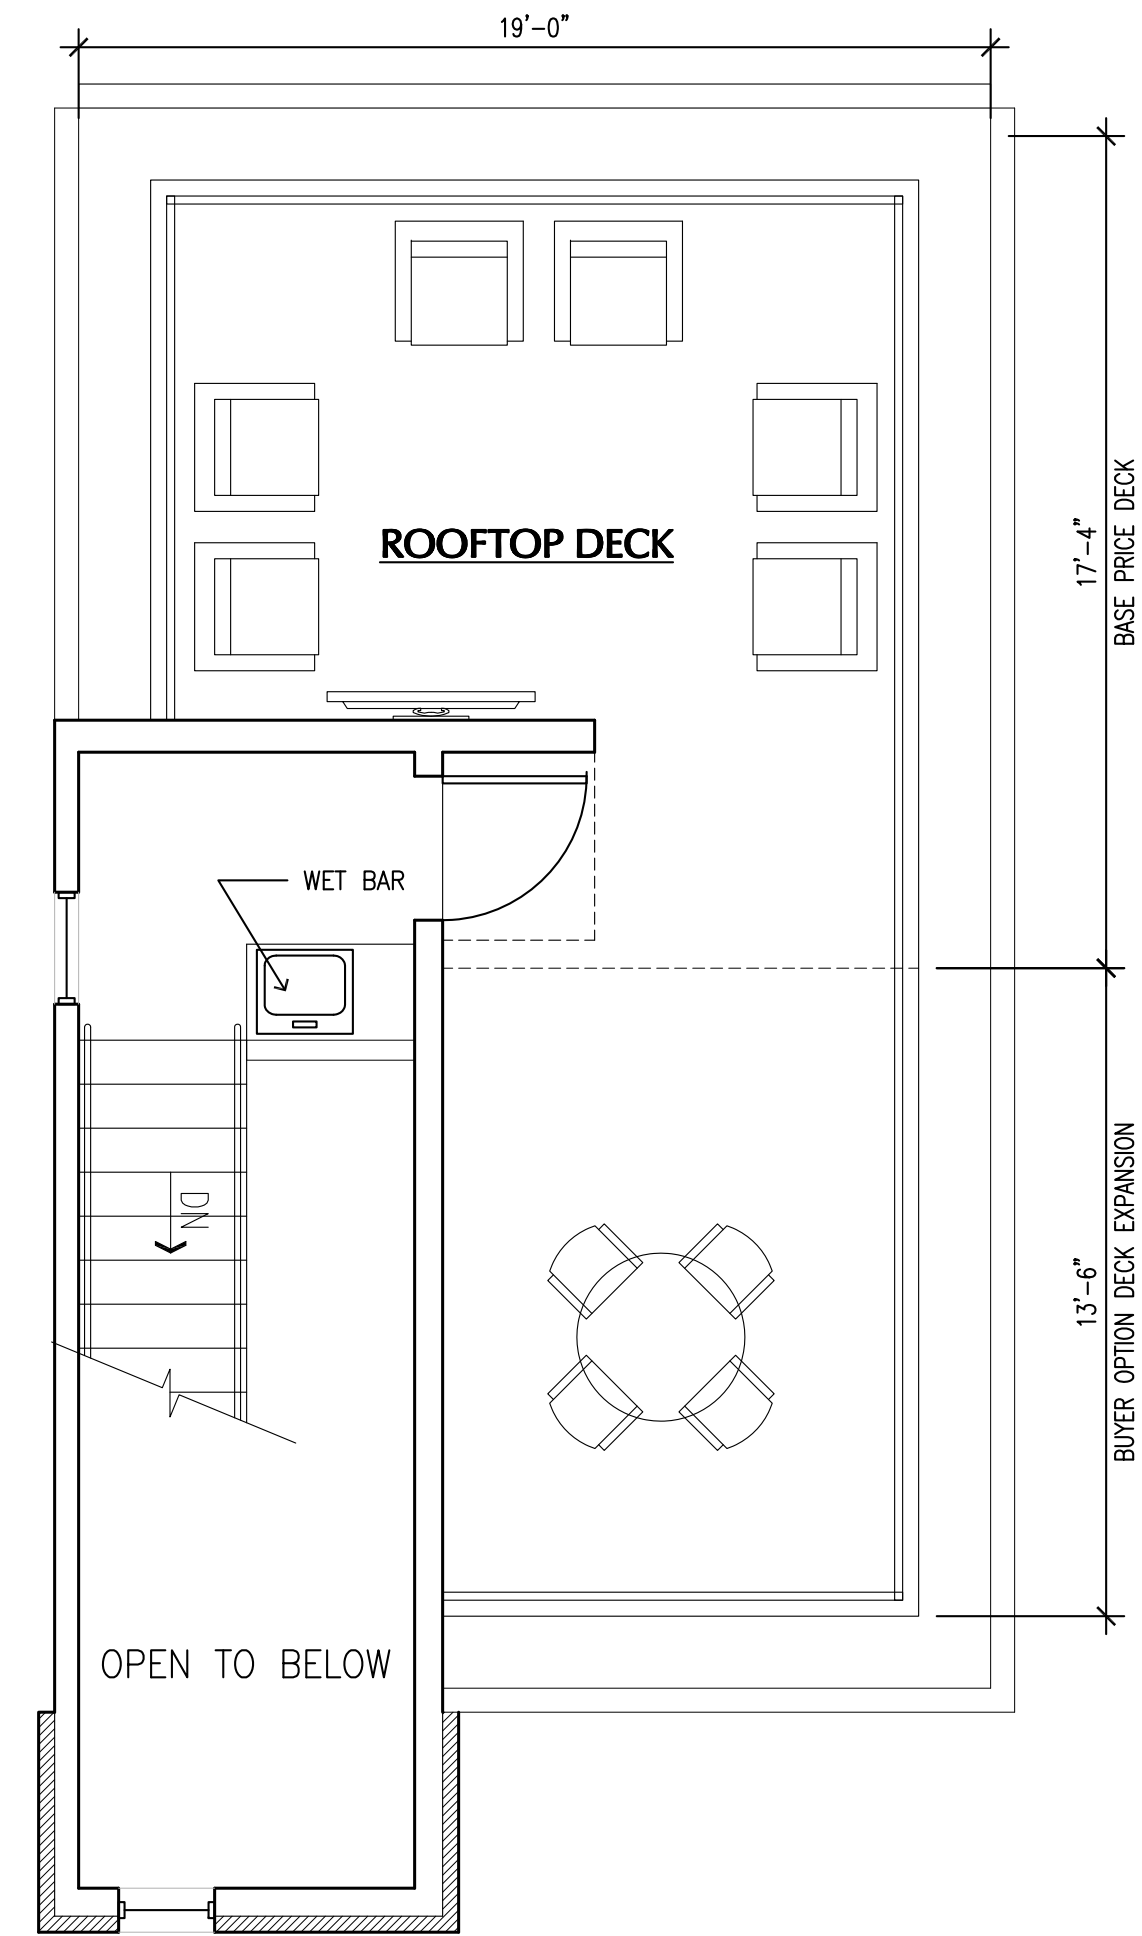 19'-0"
ROOFTOP DECK
17'-4"
BASE PRICE DECK
WET BAR
DN
13'-6"
BUYER OPTION DECK EXPANSION
OPEN TO BELOW